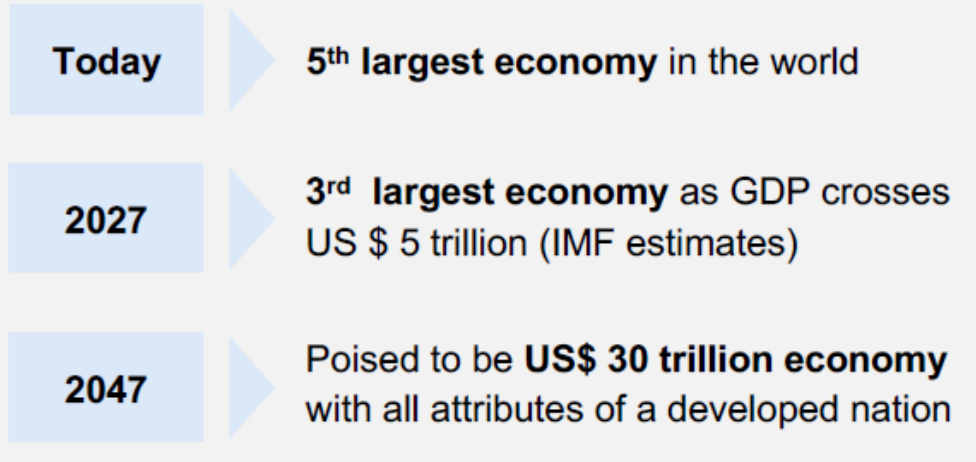 Today
5th largest economy in the world
2027
3rd largest economy as GDP crosses
US $ 5 trillion (IMF estimates)
2047
Poised to be US$ 30 trillion economy
with all attributes of a developed nation